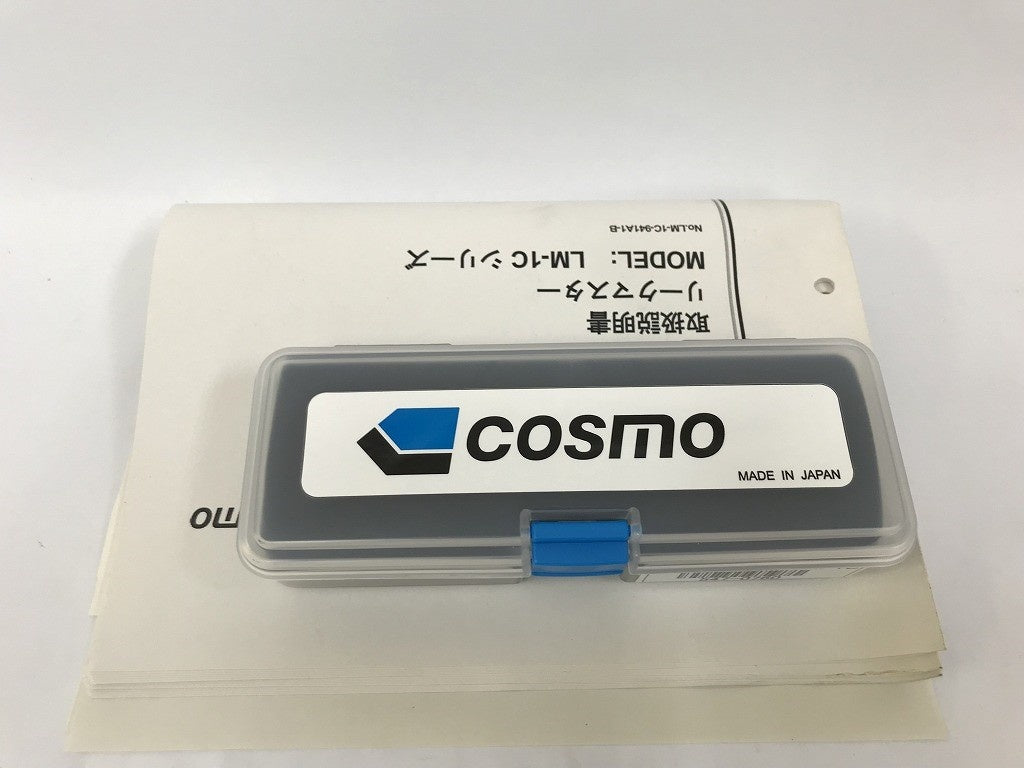 取扱説明書
リークマスター
MODEL: LM-1C シリーズ
No.LM-1C-941A1-B
COSMO
MADE IN JAPAN